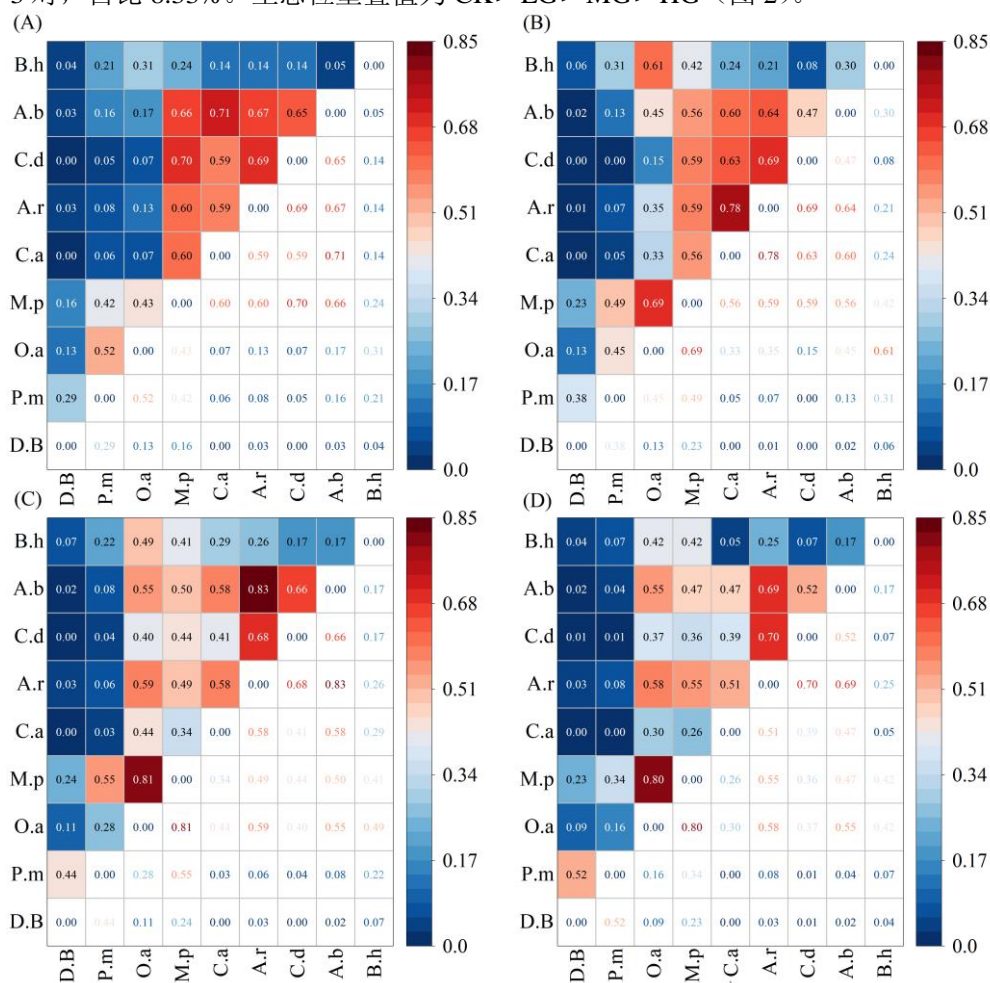 3 对，占比 8.33%。生态位重叠值为 CK> LG> MG> HG（图 2）。
(A)
B.h 0.04 0.21 0.31 0.24 0.14 0.14 0.14 0.05 0.00
A.b 0.03 0.16 0.17 0.66 0.71 0.67 0.65 0.00 0.05
C.d 0.00 0.05 0.07 0.70 0.59 0.69 0.00 0.65 0.14
A.r 0.03 0.08 0.13 0.60 0.59 0.00 0.69 0.67 0.14
C.a 0.00 0.06 0.07 0.60 0.00 0.59 0.59 0.71 0.14
M.p 0.16 0.42 0.43 0.00 0.60 0.60 0.70 0.66 0.24
O.a 0.13 0.52 0.00 0.43 0.07 0.13 0.07 0.17 0.31
P.m 0.29 0.00 0.52 0.42 0.06 0.08 0.05 0.16 0.21
D.B 0.00 0.29 0.13 0.16 0.00 0.03 0.00 0.03 0.04
D.B P.m O.a M.p C.a A.r C.d A.b B.h
0.85
0.68
0.51
0.34
0.17
0.0
(B)
B.h 0.06 0.31 0.61 0.42 0.24 0.21 0.08 0.30 0.00
A.b 0.02 0.13 0.45 0.56 0.60 0.64 0.47 0.00 0.30
C.d 0.00 0.00 0.15 0.59 0.63 0.69 0.00 0.47 0.08
A.r 0.01 0.07 0.35 0.59 0.78 0.00 0.69 0.64 0.21
C.a 0.00 0.05 0.33 0.56 0.00 0.78 0.63 0.60 0.24
M.p 0.23 0.49 0.69 0.00 0.56 0.59 0.59 0.56 0.42
O.a 0.13 0.45 0.00 0.69 0.33 0.35 0.15 0.45 0.61
P.m 0.38 0.00 0.45 0.49 0.05 0.07 0.00 0.13 0.31
D.B 0.00 0.38 0.13 0.23 0.00 0.01 0.00 0.02 0.06
D.B P.m O.a M.p C.a A.r C.d A.b B.h
0.85
0.68
0.51
0.34
0.17
0.0
(C)
B.h 0.07 0.22 0.49 0.41 0.29 0.26 0.17 0.17 0.00
A.b 0.02 0.08 0.55 0.50 0.58 0.83 0.66 0.00 0.17
C.d 0.00 0.04 0.40 0.44 0.41 0.68 0.00 0.66 0.17
A.r 0.03 0.06 0.59 0.49 0.58 0.00 0.68 0.83 0.26
C.a 0.00 0.03 0.44 0.34 0.00 0.58 0.41 0.58 0.29
M.p 0.24 0.55 0.81 0.00 0.34 0.49 0.44 0.50 0.41
O.a 0.11 0.28 0.00 0.81 0.44 0.59 0.40 0.55 0.49
P.m 0.44 0.00 0.28 0.55 0.03 0.06 0.04 0.08 0.22
D.B 0.00 0.44 0.11 0.24 0.00 0.03 0.00 0.02 0.07
D.B P.m O.a M.p C.a A.r C.d A.b B.h
0.85
0.68
0.51
0.34
0.17
0.0
(D)
B.h 0.04 0.07 0.42 0.42 0.05 0.25 0.07 0.17 0.00
A.b 0.02 0.04 0.55 0.47 0.47 0.69 0.52 0.00 0.17
C.d 0.01 0.01 0.37 0.36 0.39 0.70 0.00 0.52 0.07
A.r 0.03 0.08 0.58 0.55 0.51 0.00 0.70 0.69 0.25
C.a 0.00 0.00 0.30 0.26 0.00 0.51 0.39 0.47 0.05
M.p 0.23 0.34 0.80 0.00 0.26 0.55 0.36 0.47 0.42
O.a 0.09 0.16 0.00 0.80 0.30 0.58 0.37 0.55 0.42
P.m 0.52 0.00 0.16 0.34 0.00 0.08 0.01 0.04 0.07
D.B 0.00 0.52 0.09 0.23 0.00 0.03 0.01 0.02 0.04
D.B P.m O.a M.p C.a A.r C.d A.b B.h
0.85
0.68
0.51
0.34
0.17
0.0